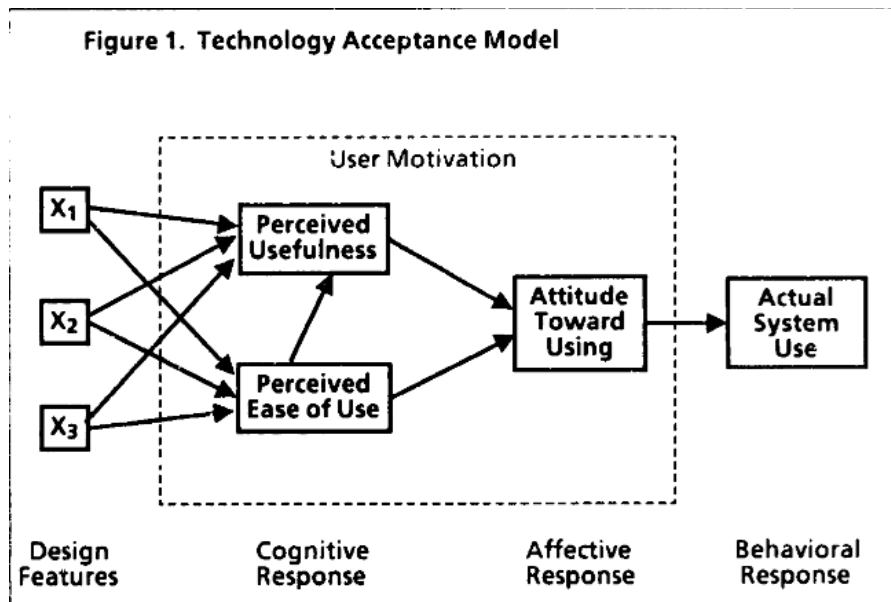 Figure 1. Technology Acceptance Model
User Motivation
X1
Perceived
Usefulness
X2
Attitude
Toward
Using
Actual
System
Use
X3
Perceived
Ease of Use
Design
Features
Cognitive
Response
Affective
Response
Behavioral
Response